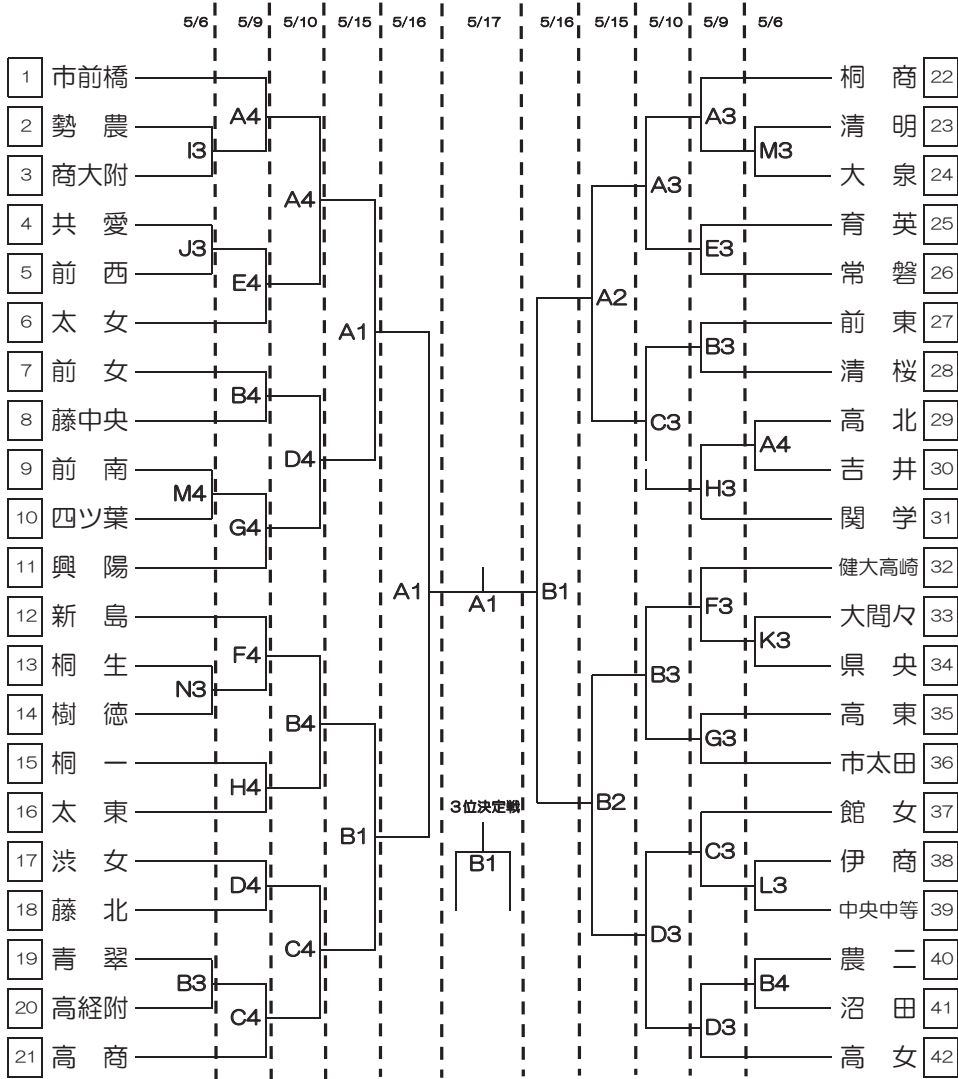 5/6 5/9 5/10 5/15 5/16 5/17 5/16 5/15 5/10 5/9 5/6
1 市前橋 桐 商 22
A4 A3
2 勢 農 清 明 23
I3 M3
3 商大附 大 泉 24
A4 A3
4 共 愛 育 英 25
J3 E3
5 前 西 常 磐 26
E4 A2
6 太 女 前 東 27
A1 B3
7 前 女 清 桜 28
B4
8 藤中央 高 北 29
C3 A4
D4
9 前 南 吉 井 30
M4 H3
10 四ツ葉 関 学 31
G4
11 興 陽 健大高崎 32
A1 A1 B1
F3
12 新 島 大間々 33
F4 K3
13 桐 生 県 央 34
N3 B3
14 樹 徳 高 東 35
B4 G3
15 桐 一 市太田 36
H4
3位決定戦
B2
16 太 東 館 女 37
B1 C3
17 渋 女 伊 商 38
B1
D4 L3
18 藤 北 中央中等 39
C4 D3
19 青 翠 農 二 40
B3 B4
20 高経附 沼 田 41
C4 D3
21 高 商 高 女 42